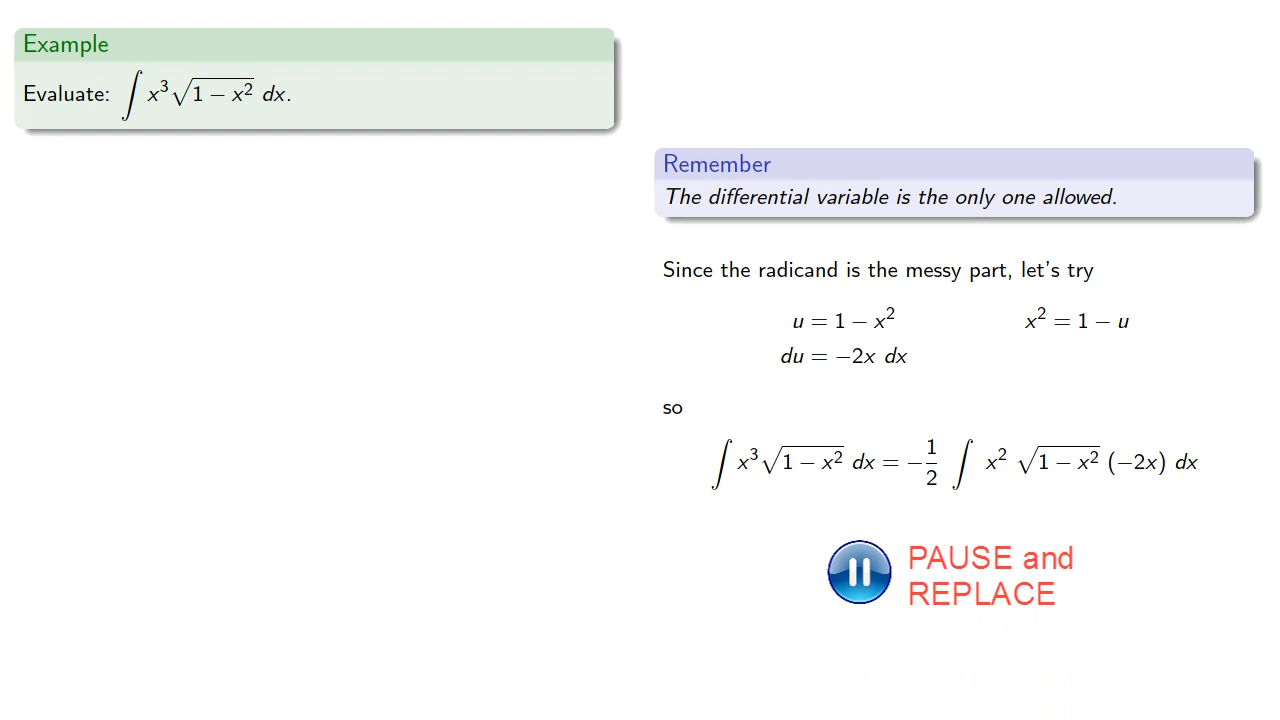 Example
Evaluate: ∫ x³√(1 − x²) dx.
Remember
The differential variable is the only one allowed.
Since the radicand is the messy part, let's try
u = 1 − x² x² = 1 − u
du = −2x dx
so
∫ x³√(1 − x²) dx = −1/2 ∫ x² √(1 − x²) (−2x) dx
PAUSE and
REPLACE